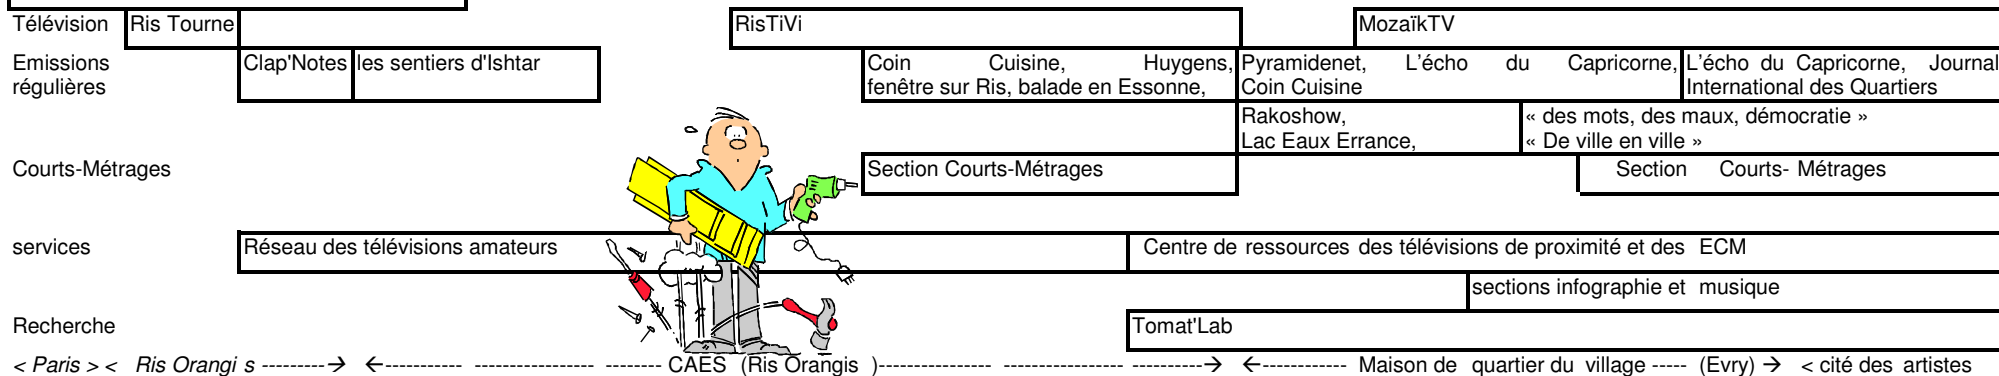 Télévision Ris Tourne RisTiVi MozaïkTV
Emissions régulières Clap'Notes les sentiers d'Ishtar Coin Cuisine, Huygens, fenêtre sur Ris, balade en Essonne, Pyramidenet, L'écho du Capricorne, Coin Cuisine L'écho du Capricorne, Journal International des Quartiers
Rakoshow,
Lac Eaux Errance,
« des mots, des maux, démocratie »
« De ville en ville »
Courts-Métrages Section Courts-Métrages Section Courts- Métrages
services Réseau des télévisions amateurs Centre de ressources des télévisions de proximité et des ECM
sections infographie et musique
Recherche Tomat'Lab
< Paris > < Ris Orangi s ---------→ ←----------- ----------------- -------- CAES (Ris Orangis )---------------- ----------------- ----------→ ←------------ Maison de quartier du village ----- (Evry) → < cité des artistes